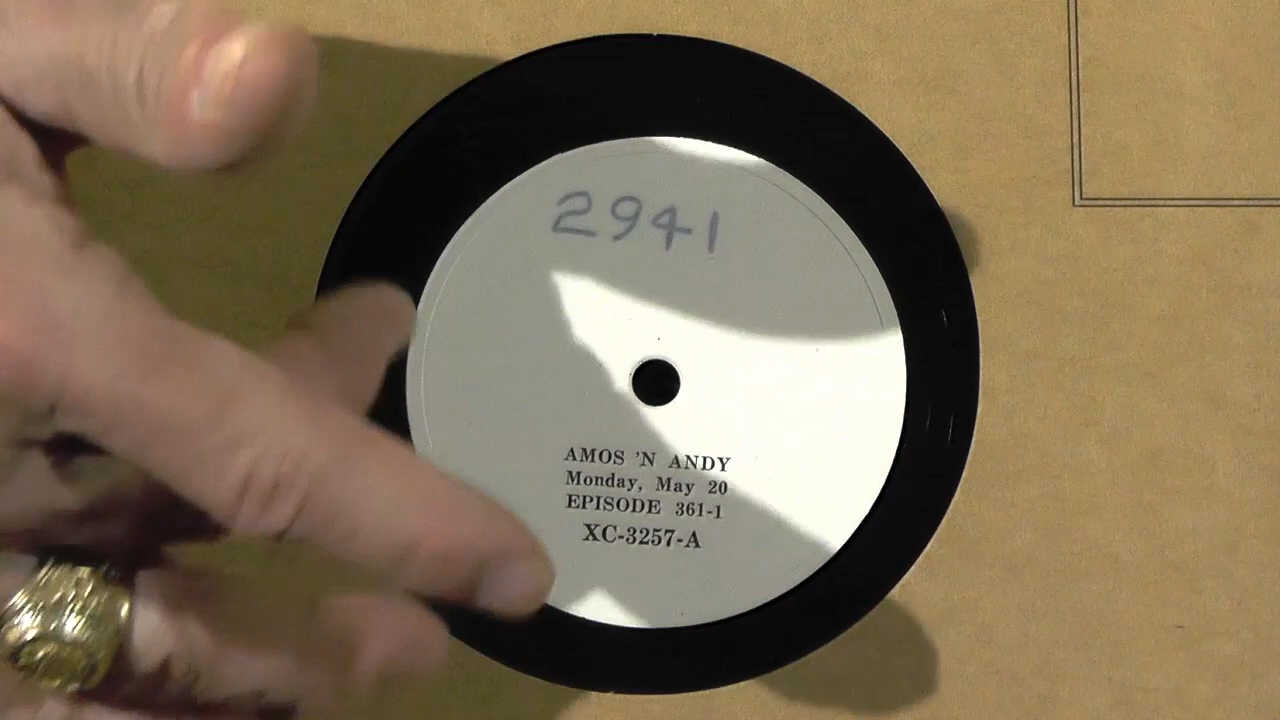 2941
AMOS 'N ANDY
Monday, May 20
EPISODE 361-1
XC-3257-A